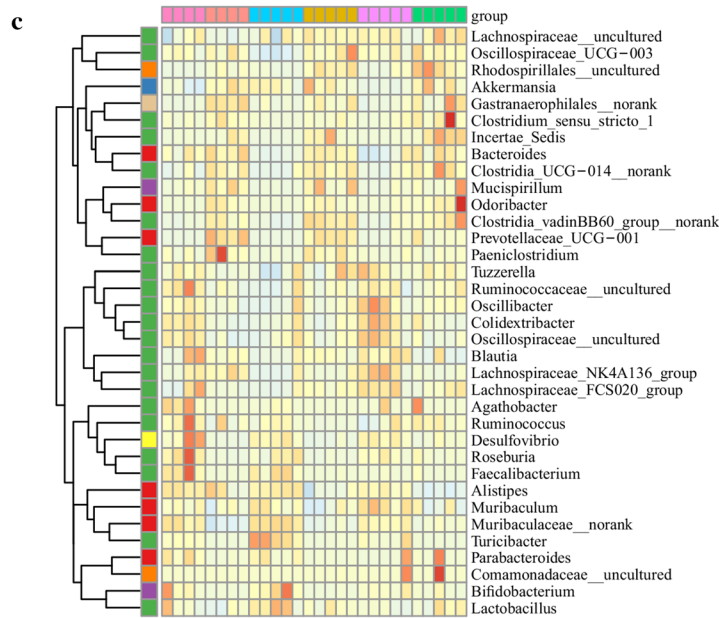 c
group
Lachnospiraceae__uncultured
Oscillospiraceae_UCG−003
Rhodospirillales__uncultured
Akkermansia
Gastranaerophilales__norank
Clostridium_sensu_stricto_1
Incertae_Sedis
Bacteroides
Clostridia_UCG−014__norank
Mucispirillum
Odoribacter
Clostridia_vadinBB60_group__norank
Prevotellaceae_UCG−001
Paeniclostridium
Tuzzerella
Ruminococcaceae__uncultured
Oscillibacter
Colidextribacter
Oscillospiraceae__uncultured
Blautia
Lachnospiraceae_NK4A136_group
Lachnospiraceae_FCS020_group
Agathobacter
Ruminococcus
Desulfovibrio
Roseburia
Faecalibacterium
Alistipes
Muribaculum
Muribaculaceae__norank
Turicibacter
Parabacteroides
Comamonadaceae__uncultured
Bifidobacterium
Lactobacillus